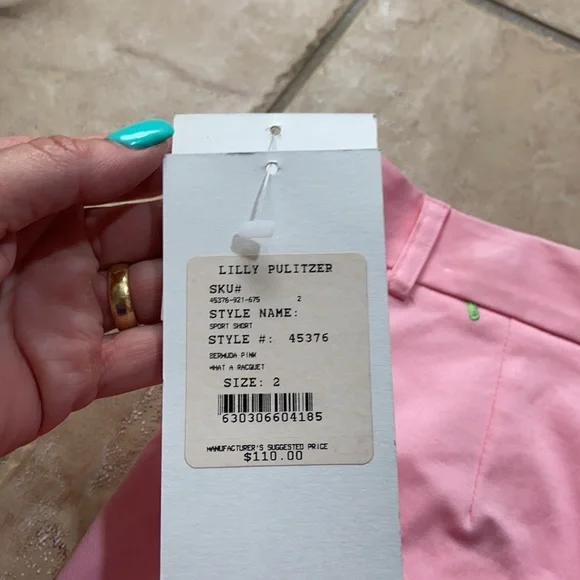 LILLY PULITZER
SKU#
45376-921-675 2
STYLE NAME:
SPORT SHORT
STYLE #: 45376
BERMUDA PINK
WHAT A RACQUET
SIZE: 2
630306604185
MANUFACTURER'S SUGGESTED PRICE
$110.00